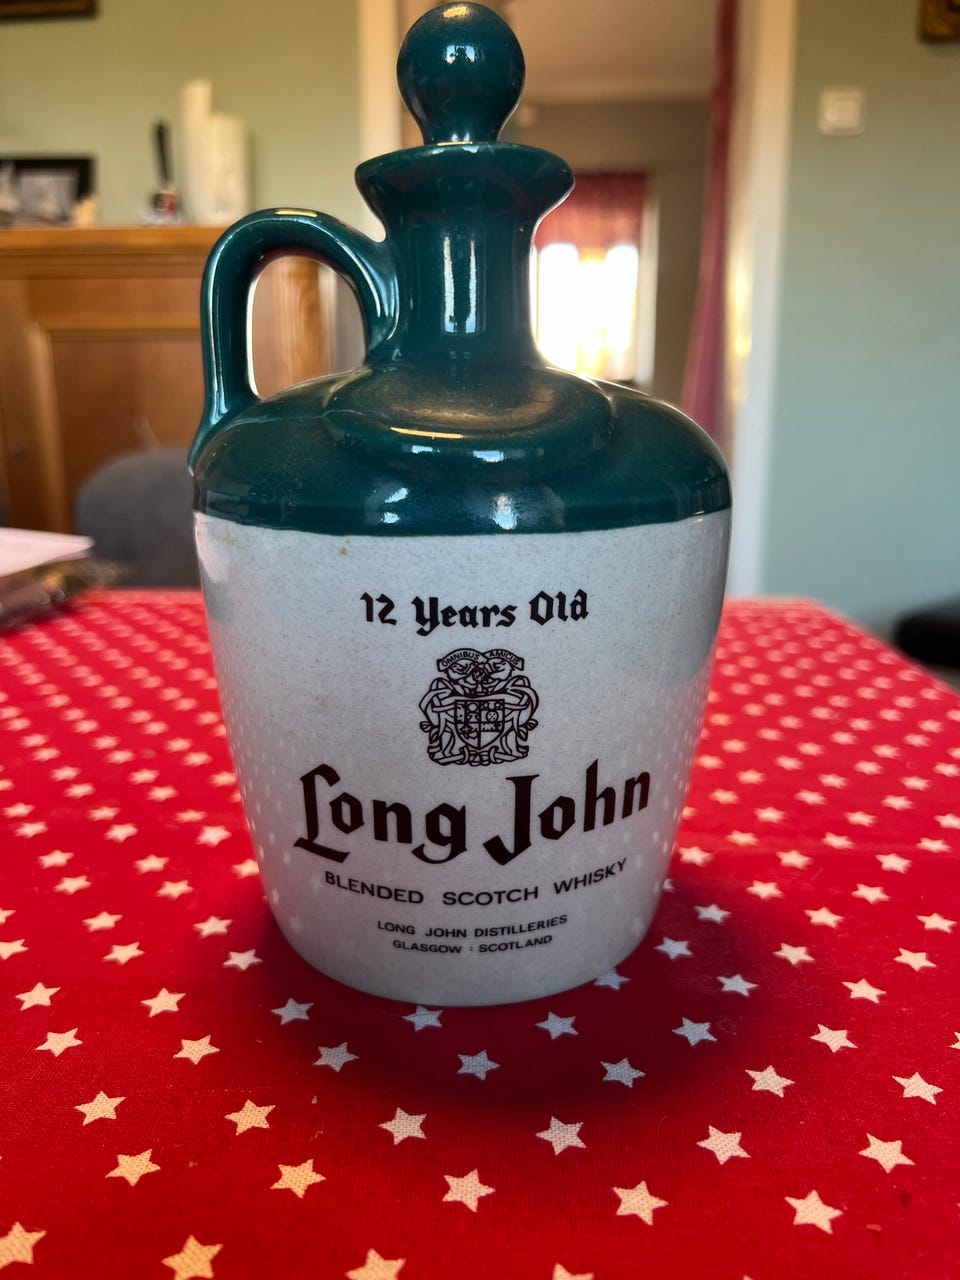 12 Years Old
OMNIBUS AMICUS
Long John
BLENDED SCOTCH WHISKY
LONG JOHN DISTILLERIES
GLASGOW : SCOTLAND